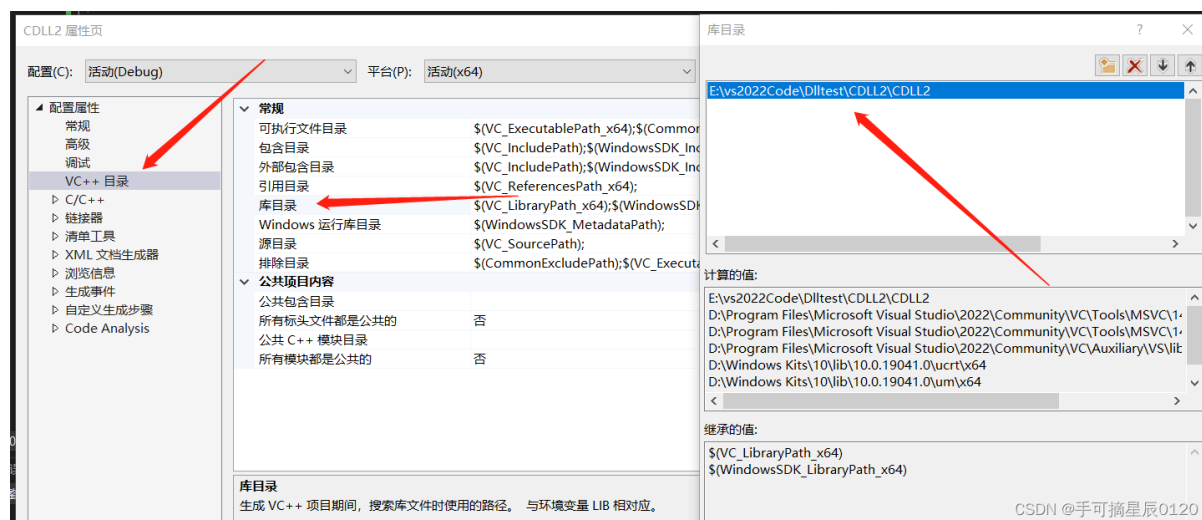 CDLL2 属性页
配置(C):
活动(Debug)
平台(P):
活动(x64)
配置属性
常规
高级
调试
VC++ 目录
C/C++
链接器
清单工具
XML 文档生成器
浏览信息
生成事件
自定义生成步骤
Code Analysis
常规
可执行文件目录 $(VC_ExecutablePath_x64);$(Common
包含目录 $(VC_IncludePath);$(WindowsSDK_Inc
外部包含目录 $(VC_IncludePath);$(WindowsSDK_Inc
引用目录 $(VC_ReferencesPath_x64);
库目录 $(VC_LibraryPath_x64);$(WindowsSDK
Windows 运行库目录 $(WindowsSDK_MetadataPath);
源目录 $(VC_SourcePath);
排除目录 $(CommonExcludePath);$(VC_Executa
公共项目内容
公共包含目录
所有标头文件都是公共的 否
公共 C++ 模块目录
所有模块都是公共的 否
库目录
生成 VC++ 项目期间，搜索库文件时使用的路径。 与环境变量 LIB 相对应。
库目录
?
E:\vs2022Code\Dlltest\CDLL2\CDLL2
计算的值:
E:\vs2022Code\Dlltest\CDLL2\CDLL2
D:\Program Files\Microsoft Visual Studio\2022\Community\VC\Tools\MSVC\14
D:\Program Files\Microsoft Visual Studio\2022\Community\VC\Tools\MSVC\14
D:\Program Files\Microsoft Visual Studio\2022\Community\VC\Auxiliary\VS\lib
D:\Windows Kits\10\lib\10.0.19041.0\ucrt\x64
D:\Windows Kits\10\lib\10.0.19041.0\um\x64
继承的值:
$(VC_LibraryPath_x64)
$(WindowsSDK_LibraryPath_x64)
CSDN @手可摘星辰0120